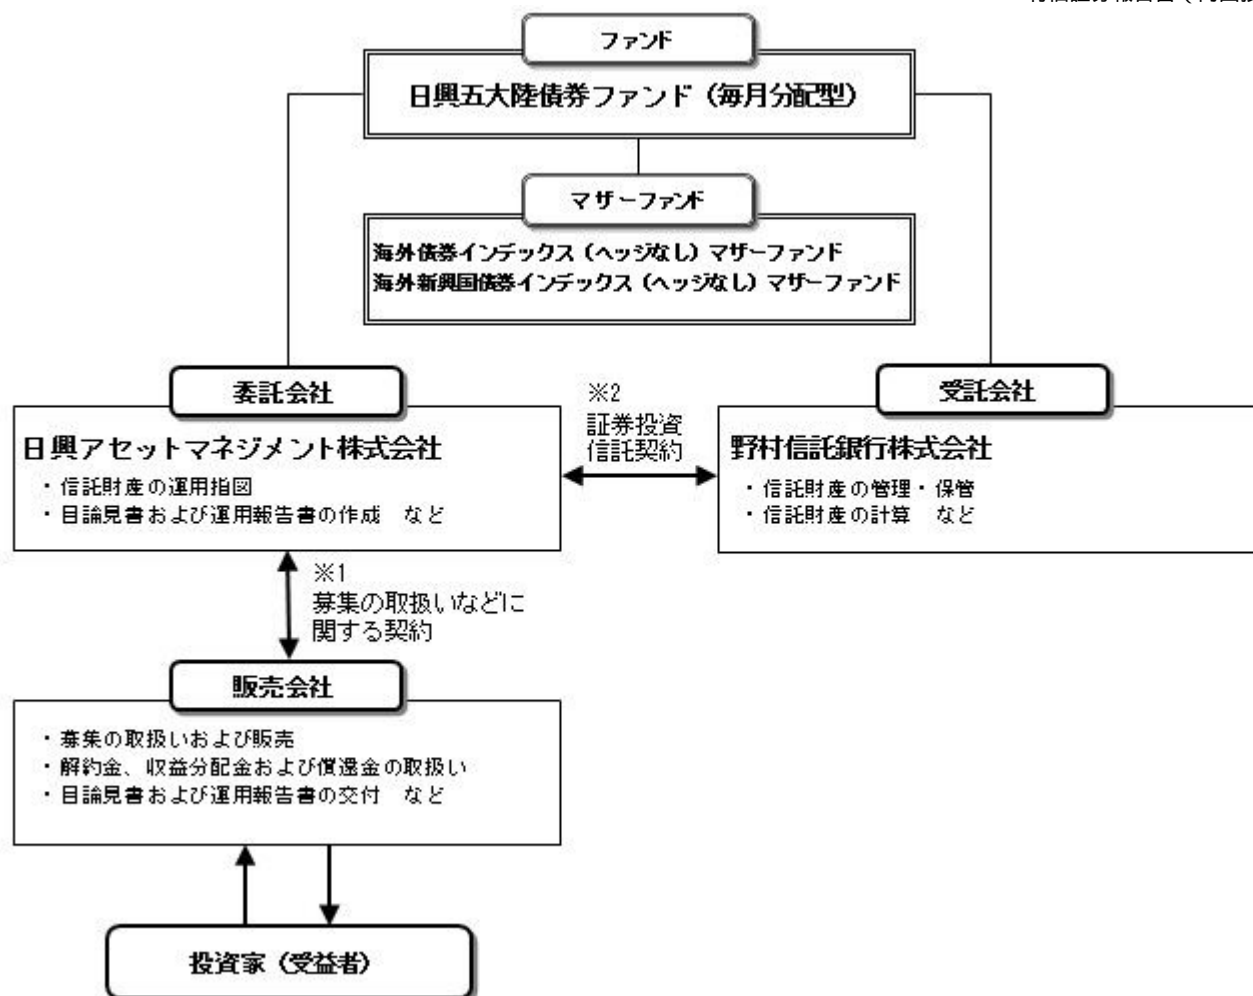 ファンド
日興五大陸債券ファンド（毎月分配型）
マザーファンド
海外債券インデックス（ヘッジなし）マザーファンド
海外新興国債券インデックス（ヘッジなし）マザーファンド
委託会社
日興アセットマネジメント株式会社
・信託財産の運用指図
・目論見書および運用報告書の作成　など
※2
証券投資
信託契約
受託会社
野村信託銀行株式会社
・信託財産の管理・保管
・信託財産の計算　など
※1
募集の取扱いなどに
関する契約
販売会社
・募集の取扱いおよび販売
・解約金、収益分配金および償還金の取扱い
・目論見書および運用報告書の交付　など
投資家（受益者）